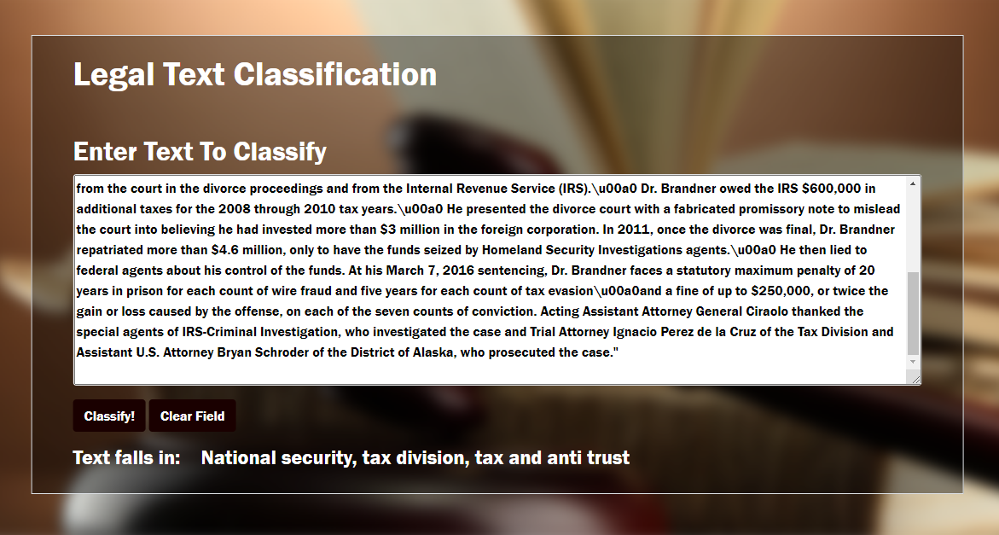 Legal Text Classification
Enter Text To Classify
from the court in the divorce proceedings and from the Internal Revenue Service (IRS).\u00a0 Dr. Brandner owed the IRS $600,000 in
additional taxes for the 2008 through 2010 tax years.\u00a0 He presented the divorce court with a fabricated promissory note to mislead
the court into believing he had invested more than $3 million in the foreign corporation. In 2011, once the divorce was final, Dr. Brandner
repatriated more than $4.6 million, only to have the funds seized by Homeland Security Investigations agents.\u00a0 He then lied to
federal agents about his control of the funds. At his March 7, 2016 sentencing, Dr. Brandner faces a statutory maximum penalty of 20
years in prison for each count of wire fraud and five years for each count of tax evasion\u00a0and a fine of up to $250,000, or twice the
gain or loss caused by the offense, on each of the seven counts of conviction. Acting Assistant Attorney General Ciraolo thanked the
special agents of IRS-Criminal Investigation, who investigated the case and Trial Attorney Ignacio Perez de la Cruz of the Tax Division and
Assistant U.S. Attorney Bryan Schroder of the District of Alaska, who prosecuted the case."
Classify! Clear Field
Text falls in: National security, tax division, tax and anti trust